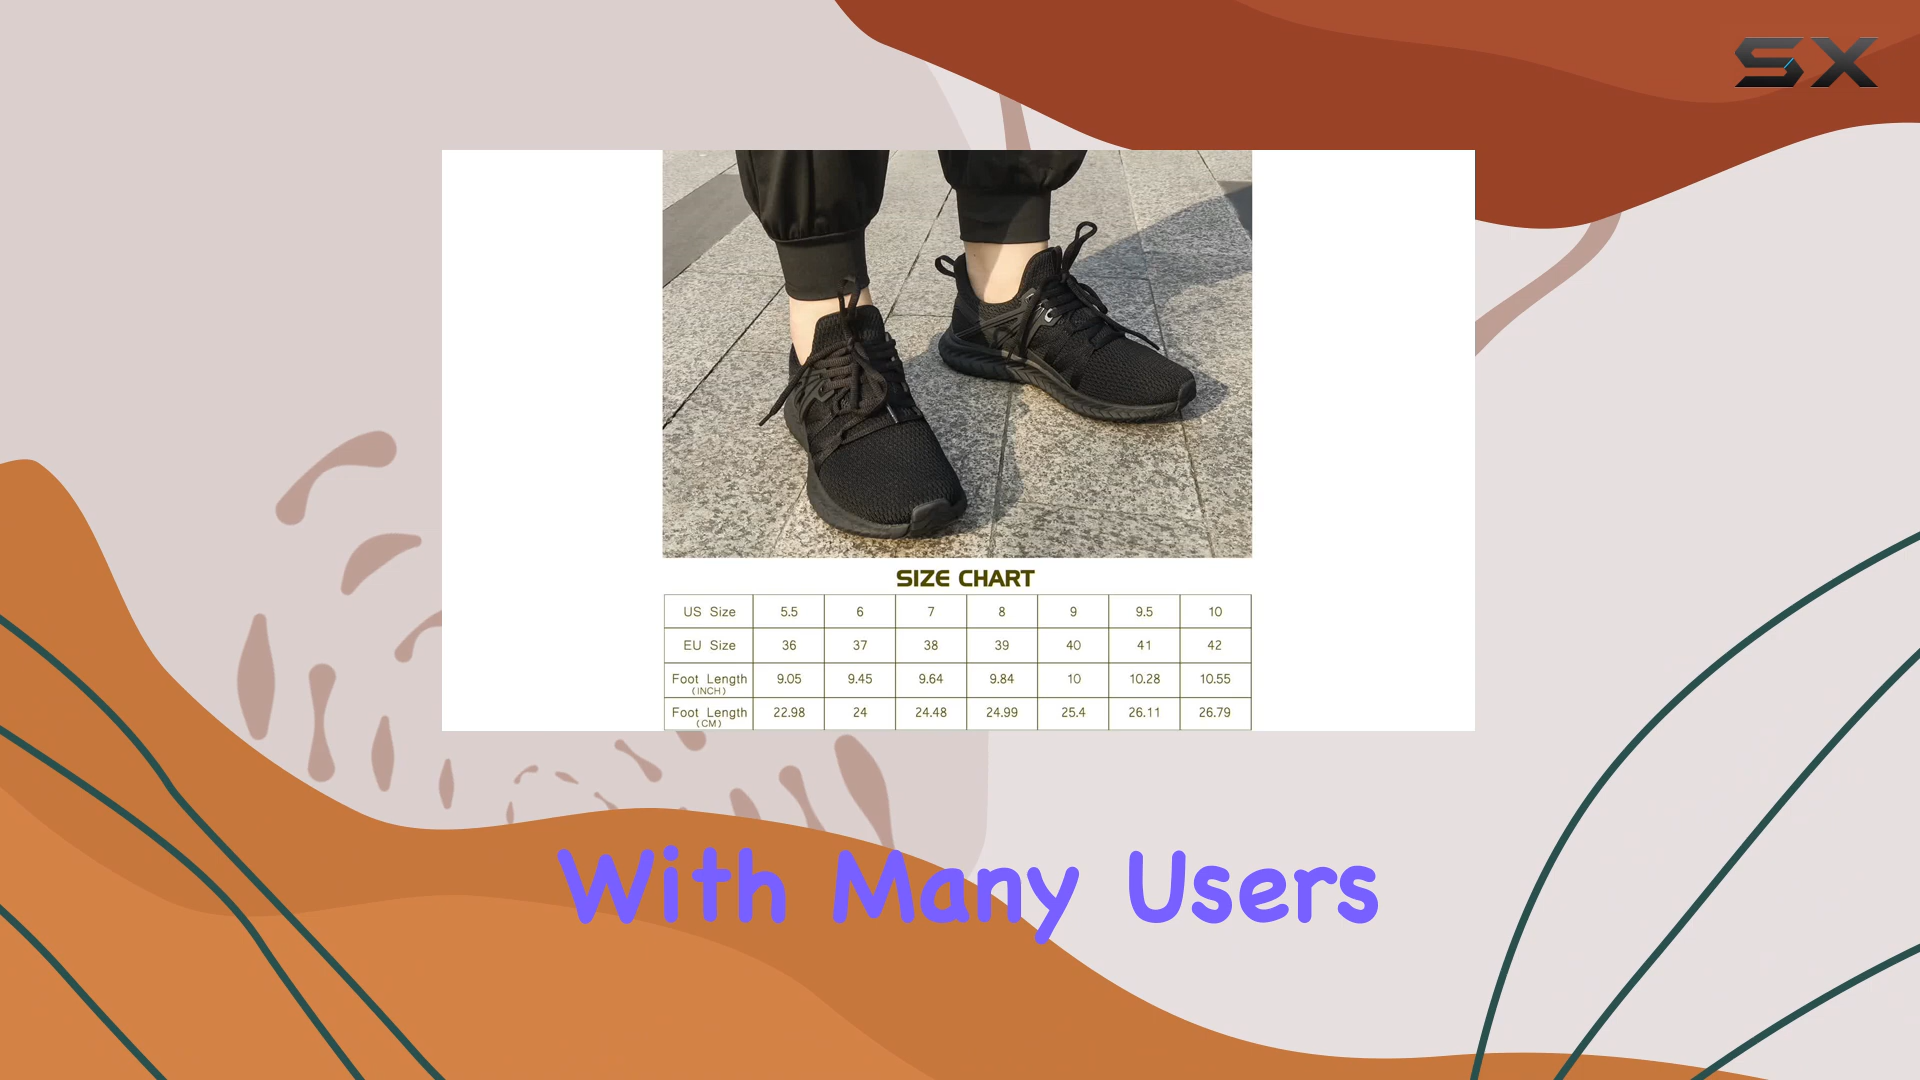 SX
SIZE CHART
US Size 5.5 6 7 8 9 9.5 10
EU Size 36 37 38 39 40 41 42
Foot Length (INCH) 9.05 9.45 9.64 9.84 10 10.28 10.55
Foot Length (CM) 22.98 24 24.48 24.99 25.4 26.11 26.79
With Many Users